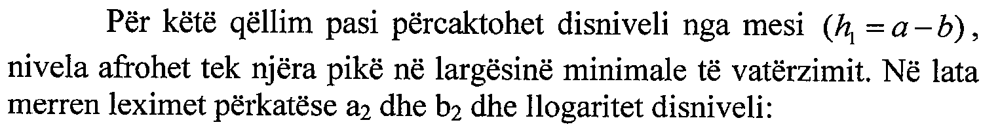 Për këtë qëllim pasi përcaktohet disniveli nga mesi (h₁ = a − b),
nivela afrohet tek njëra pikë në largësinë minimale të vatërzimit. Në lata
merren leximet përkatëse a₂ dhe b₂ dhe llogaritet disniveli: